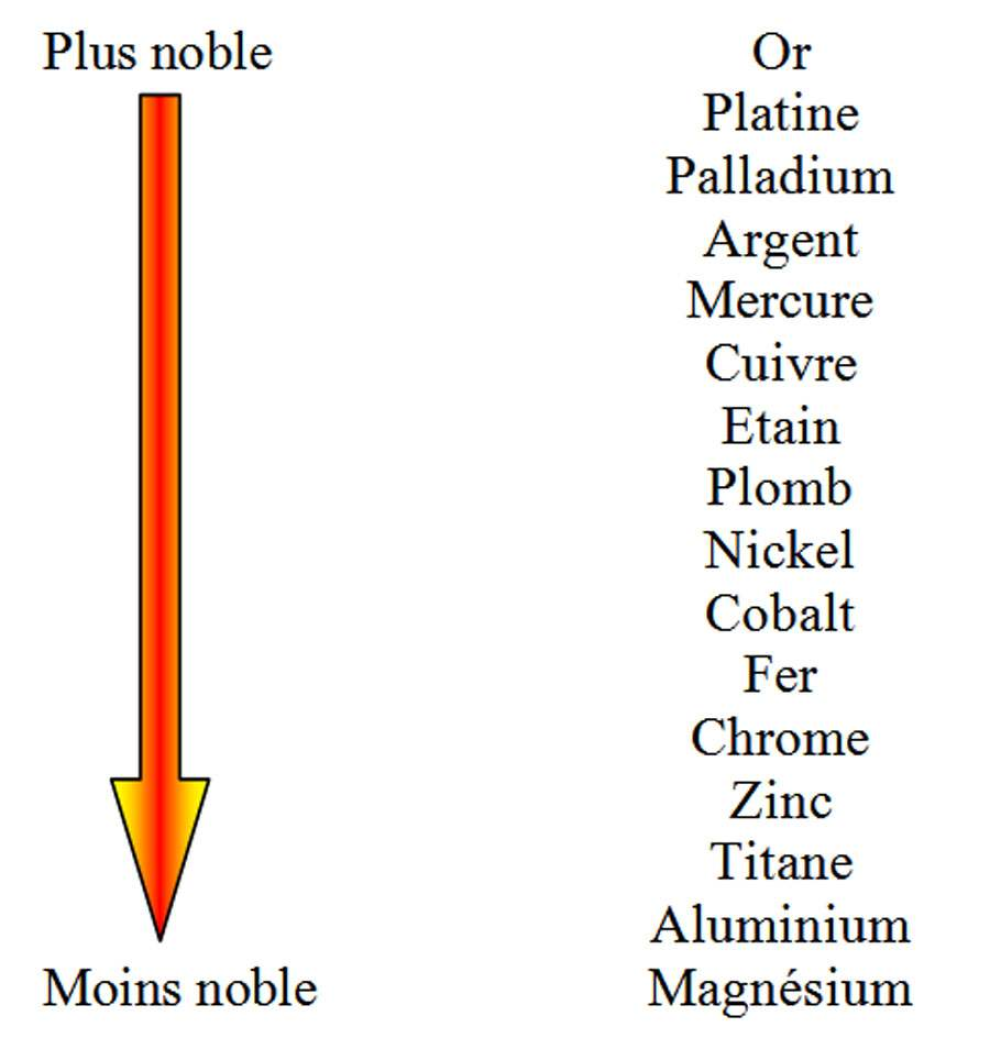 Plus noble
Or
Platine
Palladium
Argent
Mercure
Cuivre
Etain
Plomb
Nickel
Cobalt
Fer
Chrome
Zinc
Titane
Aluminium
Moins noble
Magnésium